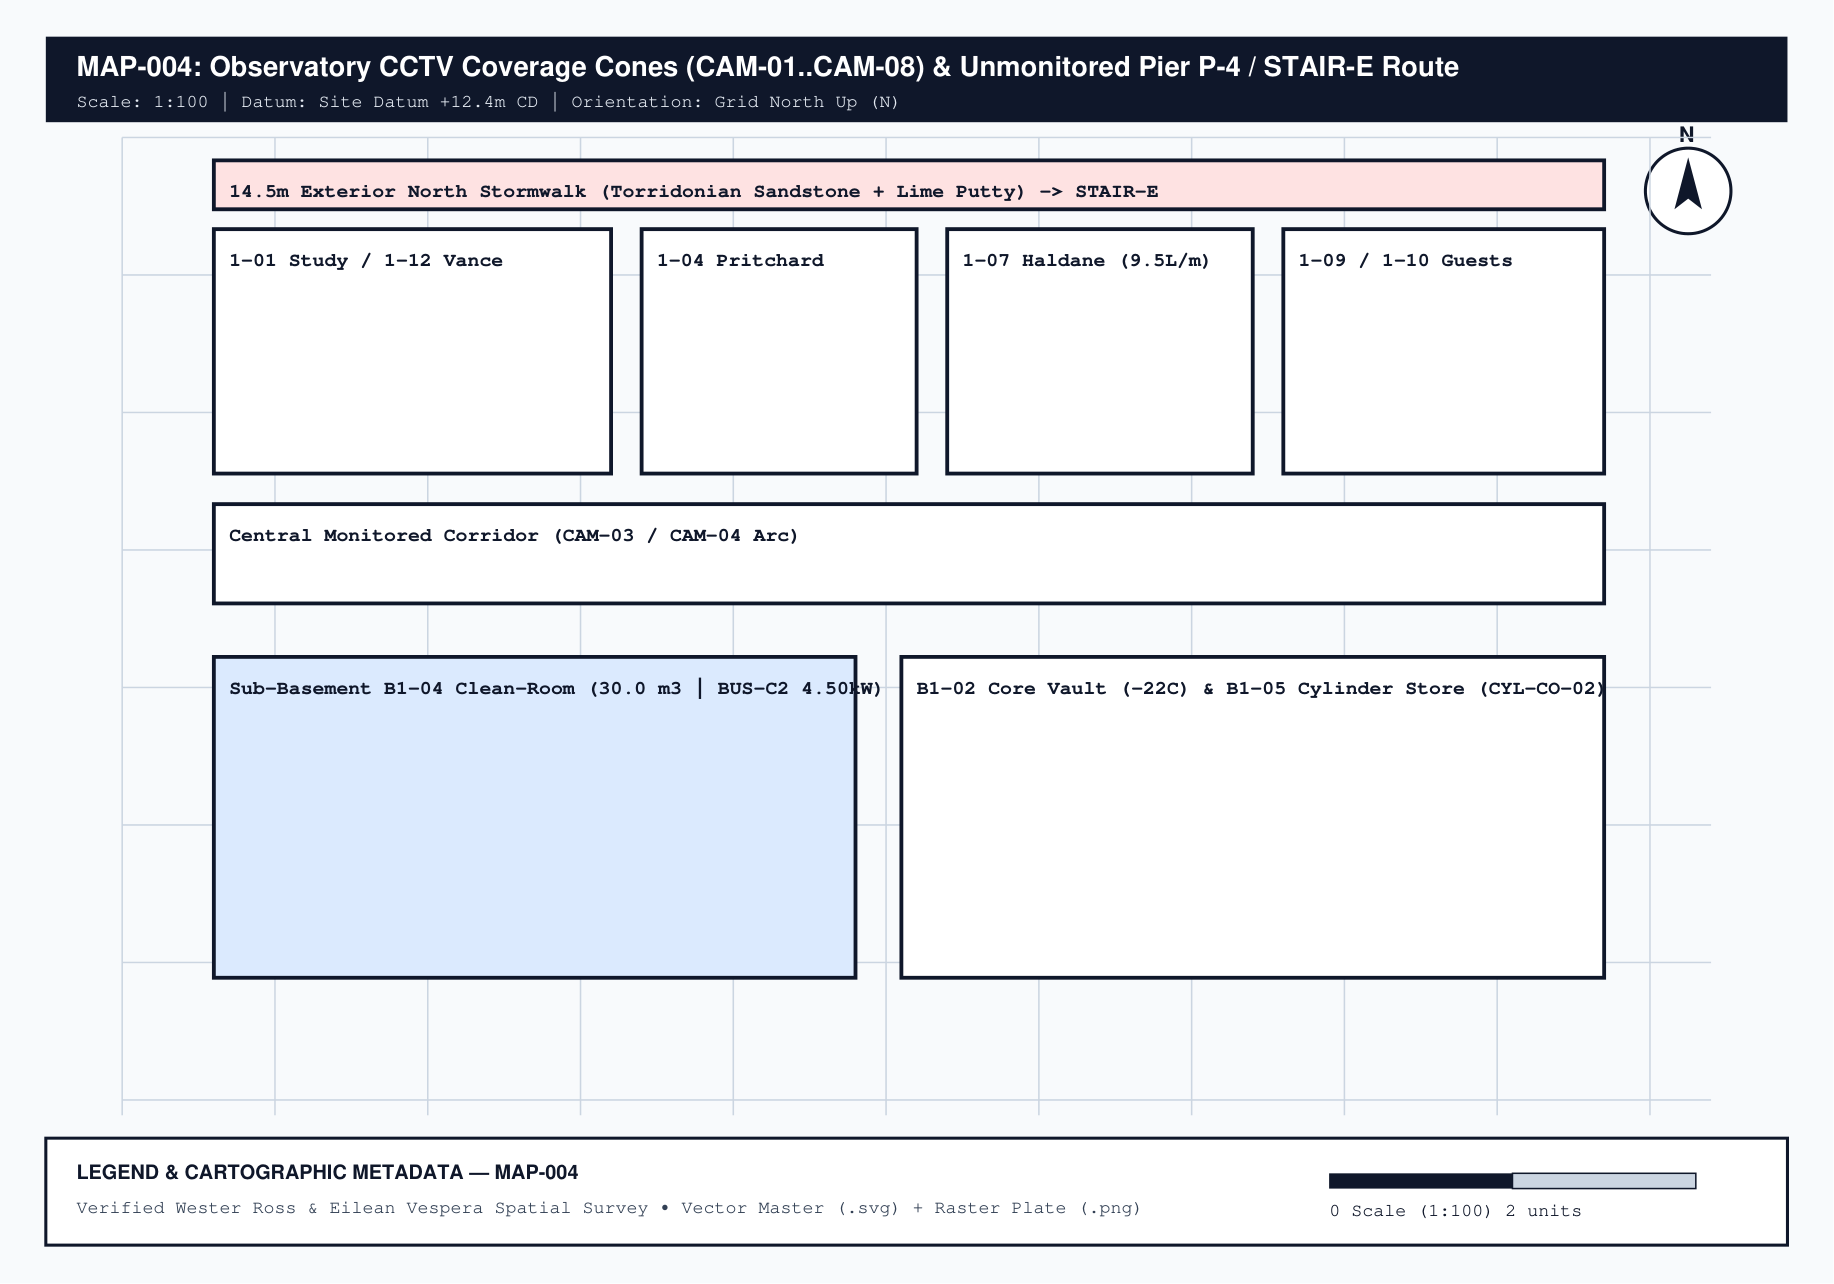 MAP-004: Observatory CCTV Coverage Cones (CAM-01..CAM-08) & Unmonitored Pier P-4 / STAIR-E Route
Scale: 1:100 | Datum: Site Datum +12.4m CD | Orientation: Grid North Up (N)
N
14.5m Exterior North Stormwalk (Torridonian Sandstone + Lime Putty) -> STAIR-E
1-01 Study / 1-12 Vance
1-04 Pritchard
1-07 Haldane (9.5L/m)
1-09 / 1-10 Guests
Central Monitored Corridor (CAM-03 / CAM-04 Arc)
Sub-Basement B1-04 Clean-Room (30.0 m3 | BUS-C2 4.50kW)
B1-02 Core Vault (-22C) & B1-05 Cylinder Store (CYL-CO-02)
LEGEND & CARTOGRAPHIC METADATA — MAP-004
Verified Wester Ross & Eilean Vespera Spatial Survey • Vector Master (.svg) + Raster Plate (.png)
0 Scale (1:100) 2 units